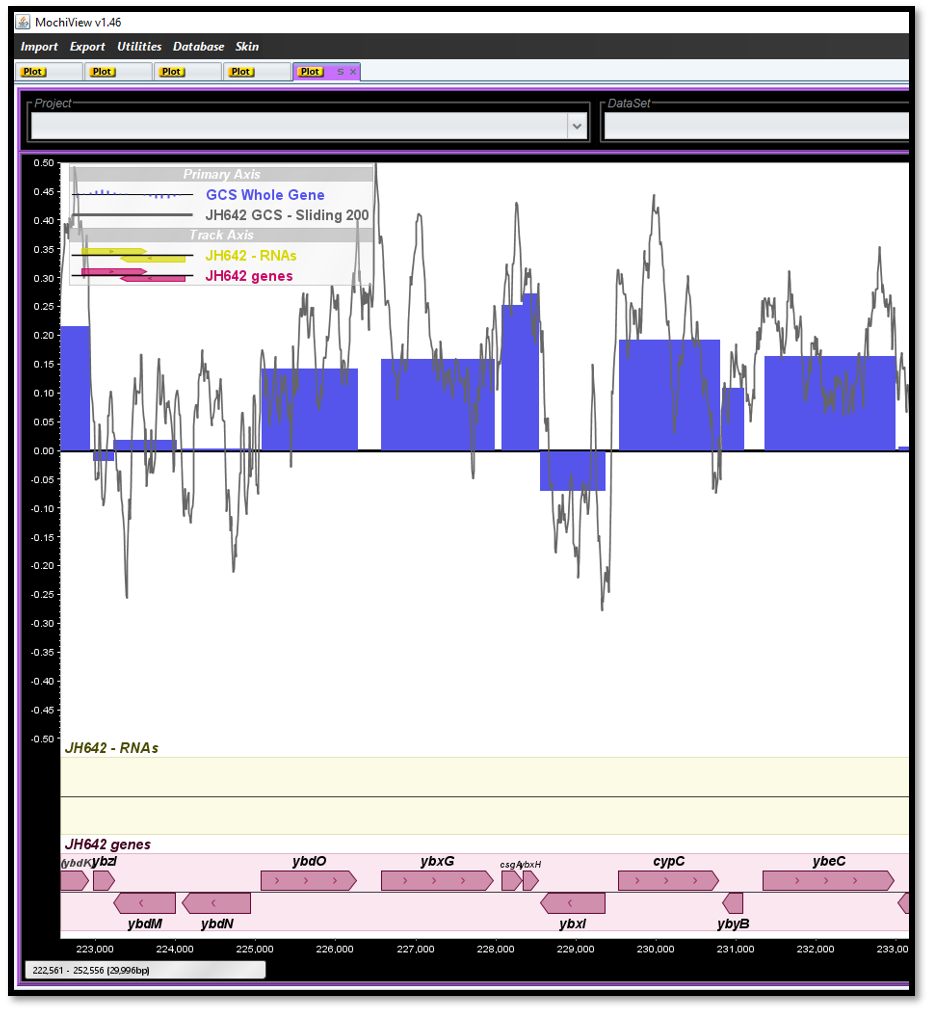 MochiView v1.46
Import Export Utilities Database Skin
Plot Plot Plot Plot Plot S ×
Project DataSet
Primary Axis
GCS Whole Gene
JH642 GCS - Sliding 200
Track Axis
JH642 - RNAs
JH642 genes
0.50
0.45
0.40
0.35
0.30
0.25
0.20
0.15
0.10
0.05
0.00
-0.05
-0.10
-0.15
-0.20
-0.25
-0.30
-0.35
-0.40
-0.45
-0.50
JH642 - RNAs
JH642 genes
ybdK ybzI ybdO ybxG csgA ybxH cypC ybeC
ybdM ybdN ybxI ybyB
223,000 224,000 225,000 226,000 227,000 228,000 229,000 230,000 231,000 232,000 233,0
222,561 - 252,556 (29,996bp)